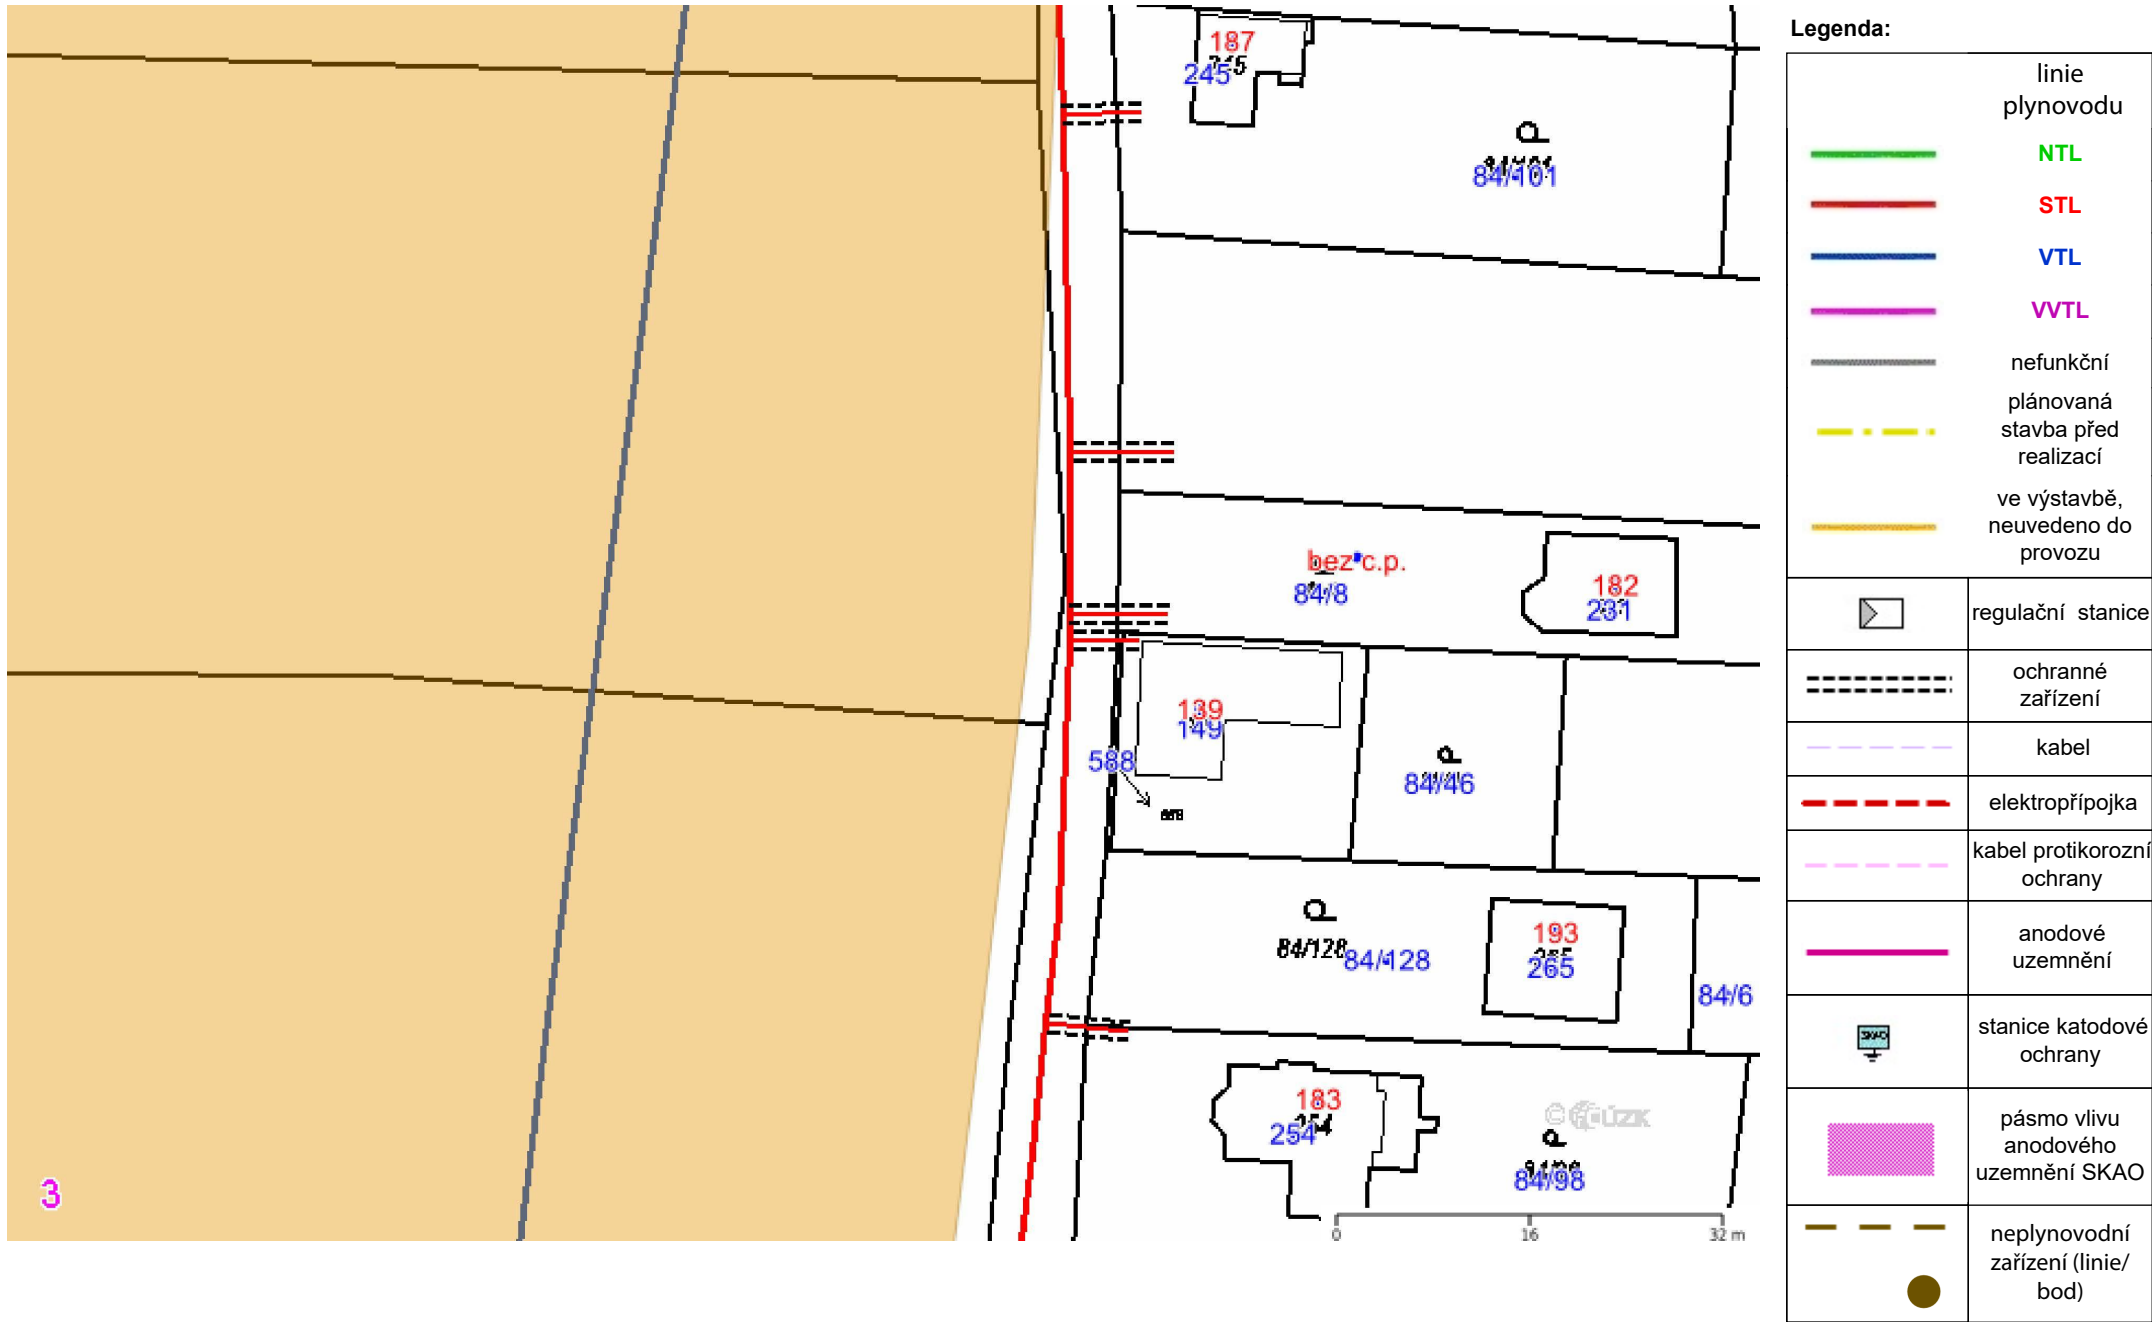 187
245
84/101
bez c.p.
84/8
182
231
139
149
588
84/46
84/128
84/128
193
265
84/6
183
254
84/98
3
0 16 32 m
Legenda:
linie
plynovodu
NTL
STL
VTL
VVTL
nefunkční
plánovaná
stavba před
realizací
ve výstavbě,
neuvedeno do
provozu
regulační stanice
ochranné
zařízení
kabel
elektropřípojka
kabel protikorozní
ochrany
anodové
uzemnění
SKAO
stanice katodové
ochrany
pásmo vlivu
anodového
uzemnění SKAO
neplynovodní
zařízení (linie/
bod)